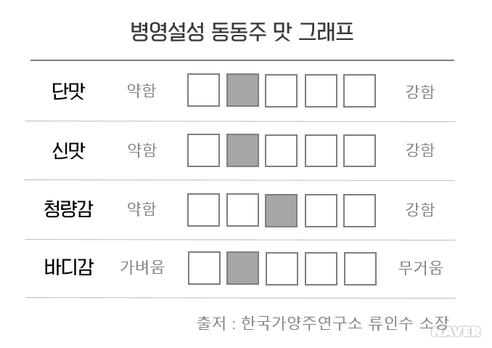 병영설성 동동주 맛 그래프
단맛 약함 강함
신맛 약함 강함
청량감 약함 강함
바디감 가벼움 무거움
출저 : 한국가양주연구소 류인수 소장
NAVER